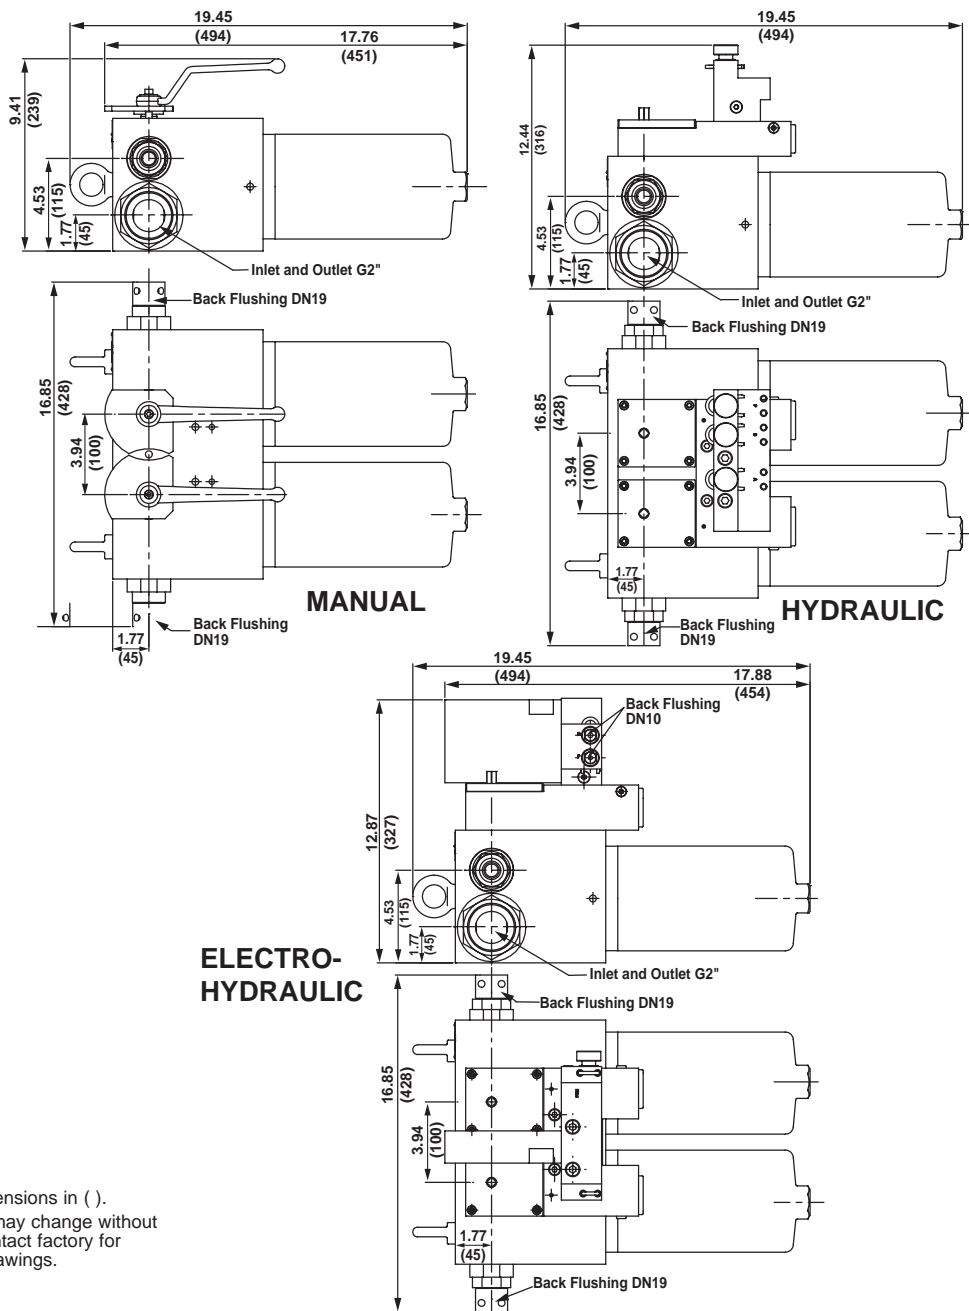 19.45
(494)
17.76
(451)
9.41
(239)
4.53
(115)
1.77
(45)
Inlet and Outlet G2"
Back Flushing DN19
16.85
(428)
3.94
(100)
MANUAL
Back Flushing
DN19
1.77
(45)
19.45
(494)
12.44
(316)
4.53
(115)
1.77
(45)
Inlet and Outlet G2"
Back Flushing DN19
16.85
(428)
3.94
(100)
1.77
(45)
HYDRAULIC
Back Flushing
DN19
19.45
(494)
17.88
(454)
Back Flushing
DN10
12.87
(327)
4.53
(115)
1.77
(45)
ELECTRO-
HYDRAULIC
Inlet and Outlet G2"
Back Flushing DN19
16.85
(428)
3.94
(100)
1.77
(45)
Back Flushing DN19
ensions in ( ).
may change without
ntact factory for
awings.